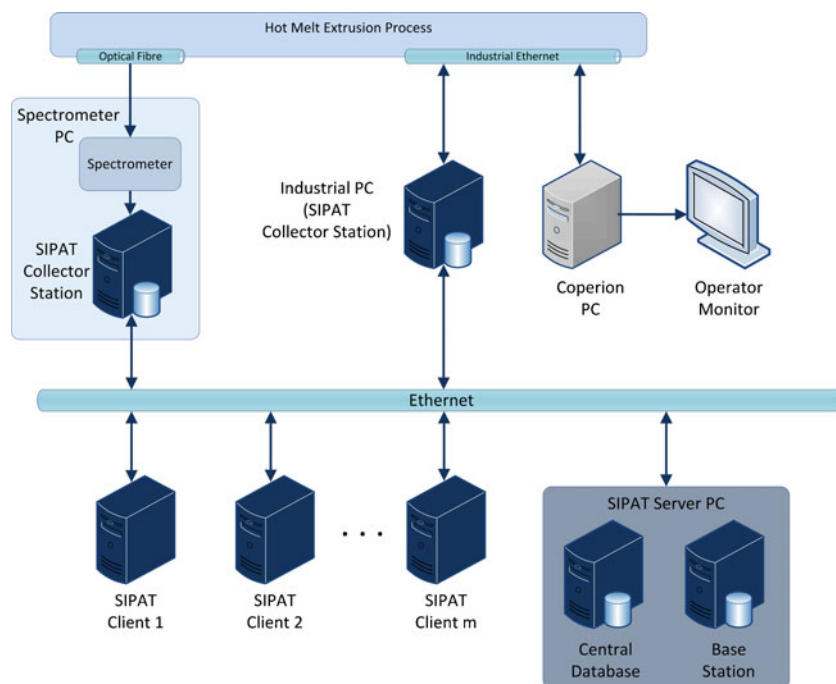 Hot Melt Extrusion Process
Optical Fibre
Industrial Ethernet
Spectrometer
PC
Spectrometer
SIPAT
Collector
Station
Industrial PC
(SIPAT
Collector Station)
Coperion
PC
Operator
Monitor
Ethernet
SIPAT
Client 1
SIPAT
Client 2
. . .
SIPAT
Client m
SIPAT Server PC
Central
Database
Base
Station